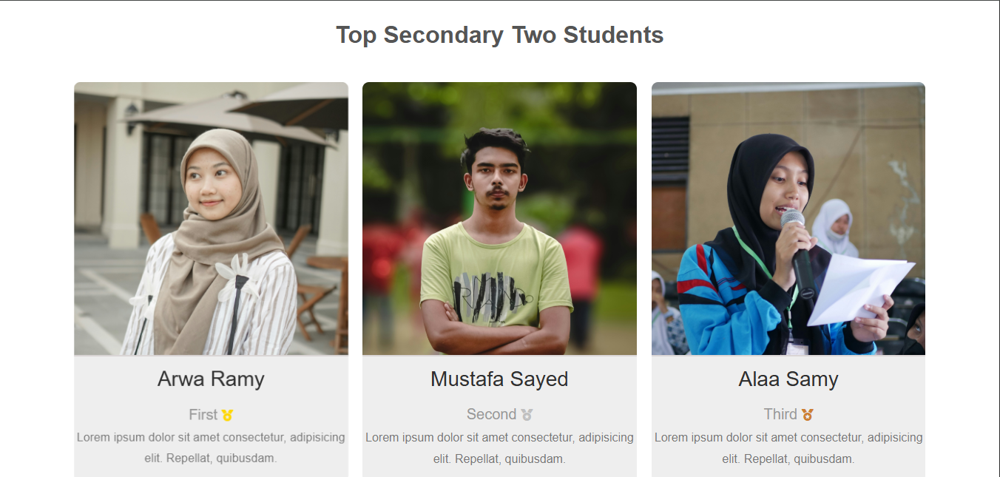 Top Secondary Two Students
Arwa Ramy
First
Lorem ipsum dolor sit amet consectetur, adipisicing
elit. Repellat, quibusdam.
Mustafa Sayed
Second
Lorem ipsum dolor sit amet consectetur, adipisicing
elit. Repellat, quibusdam.
Alaa Samy
Third
Lorem ipsum dolor sit amet consectetur, adipisicing
elit. Repellat, quibusdam.